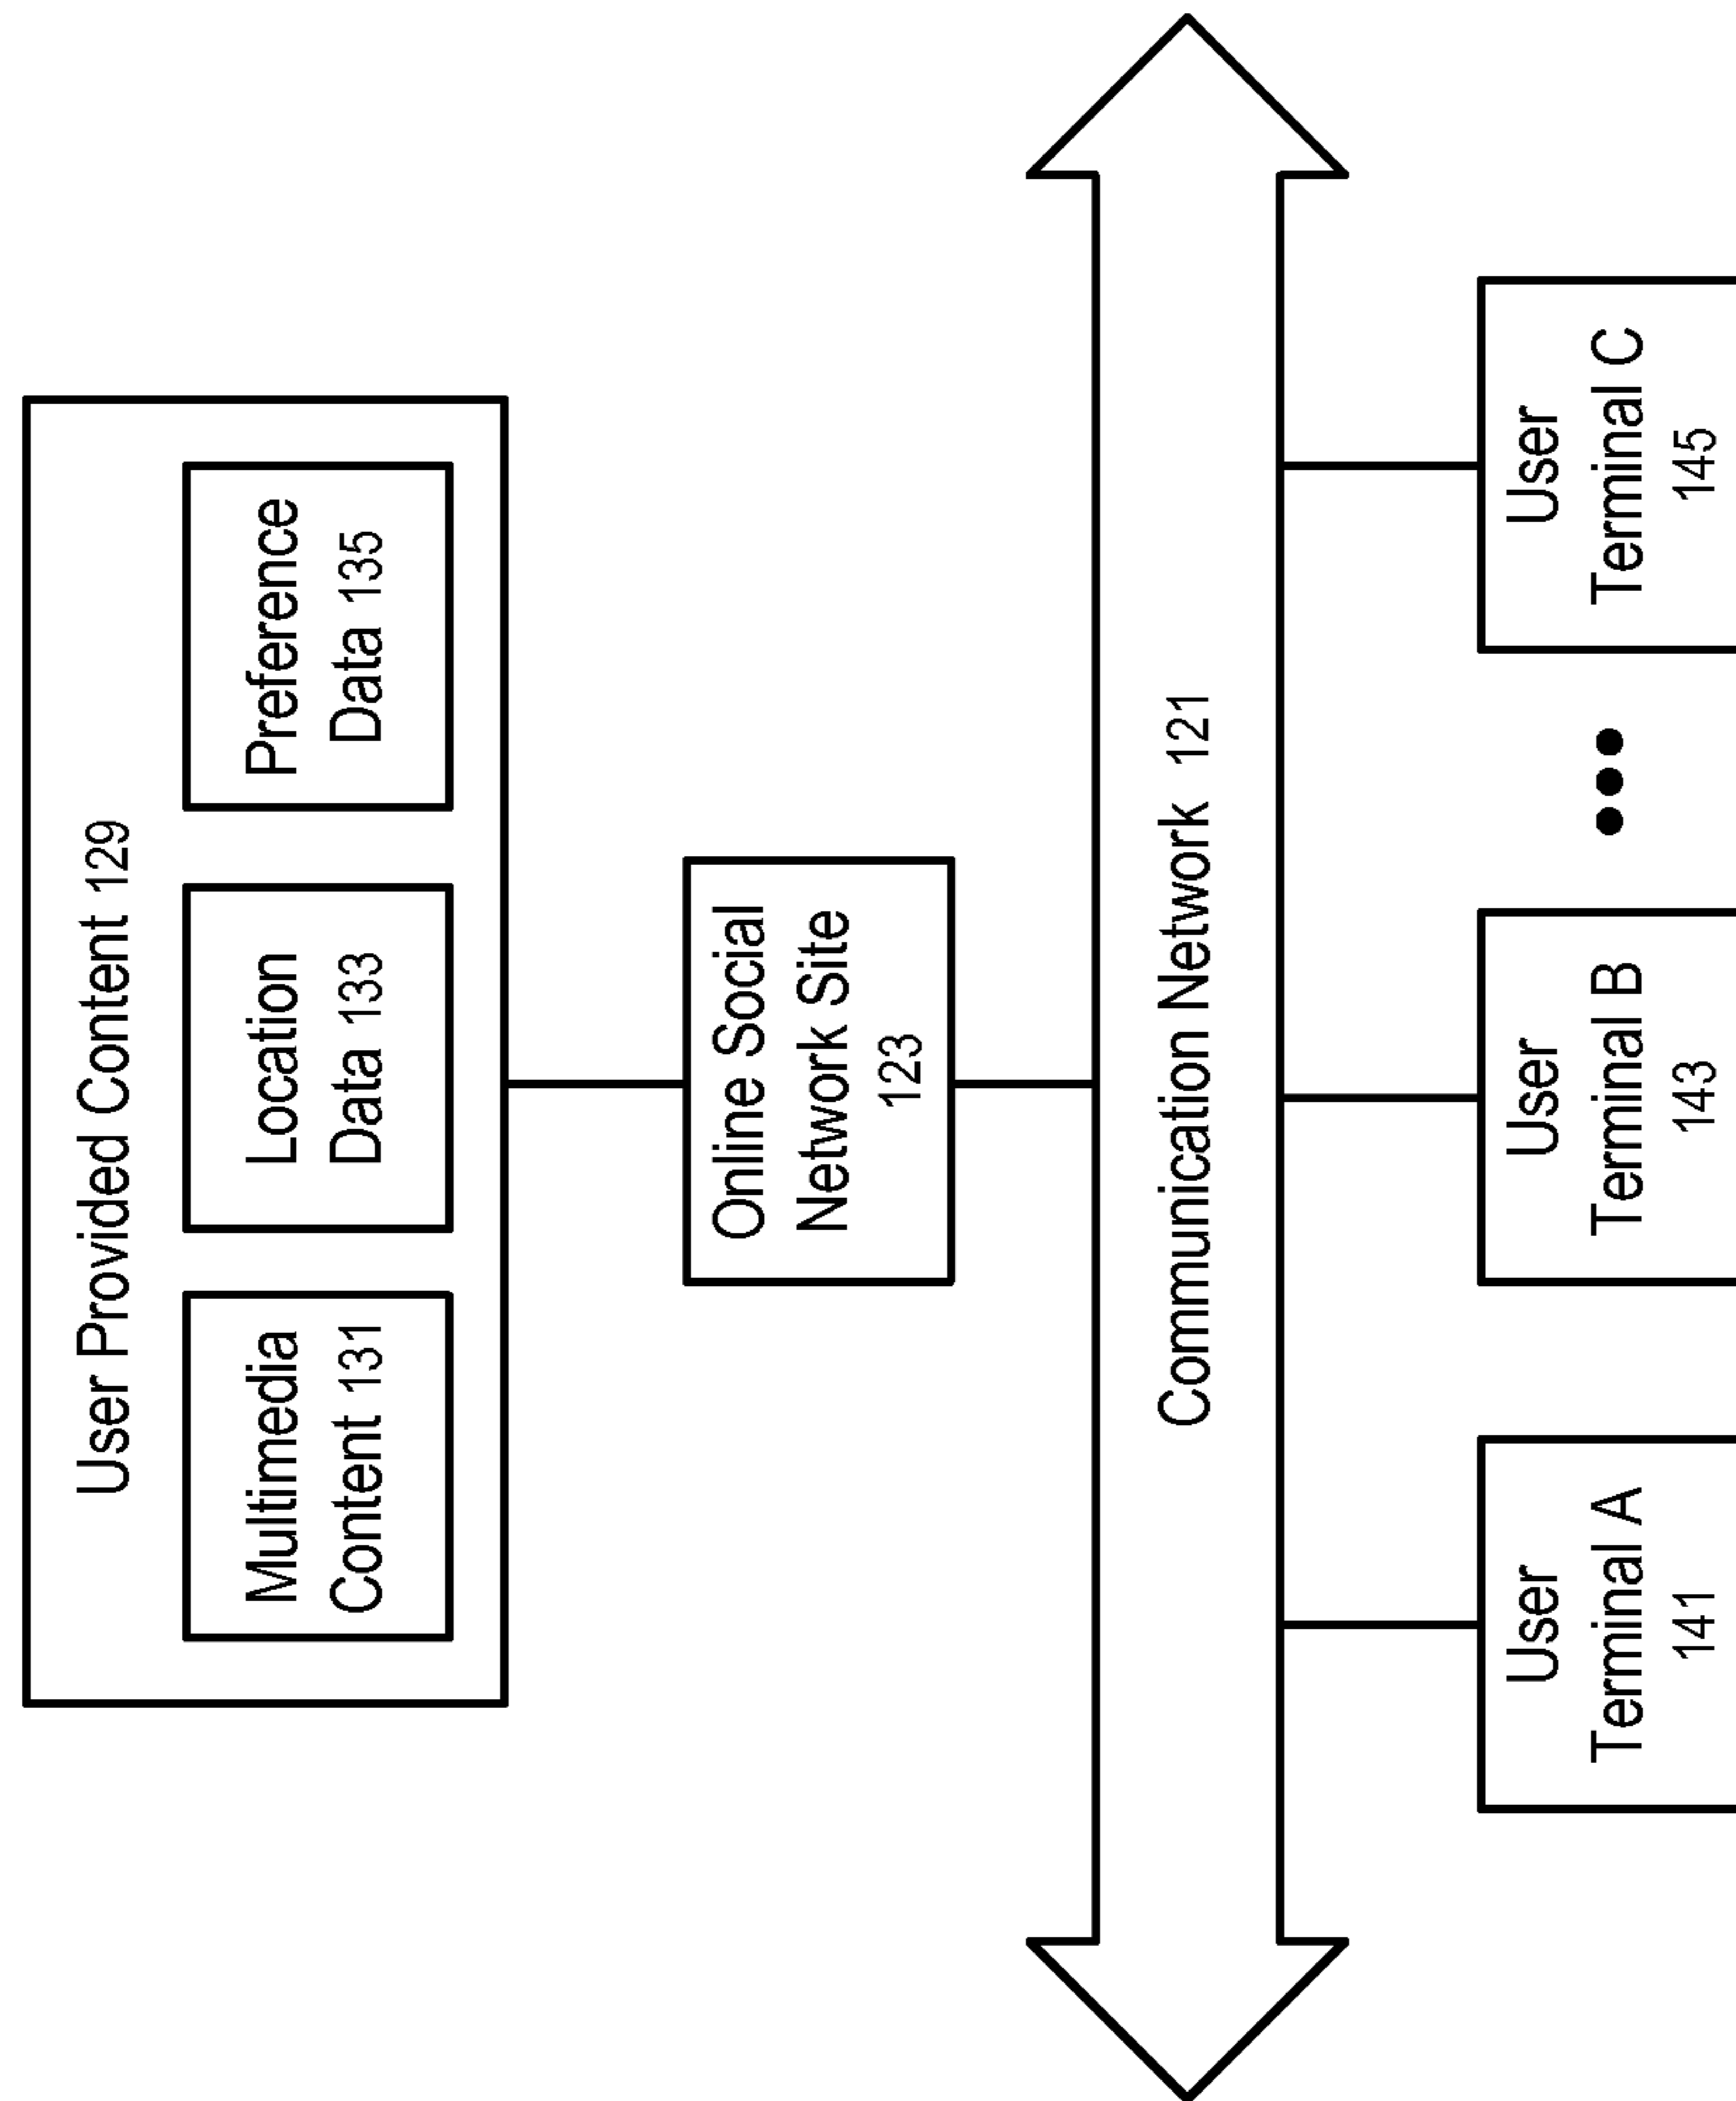 User Provided Content 129
Multimedia
Content 131
Location
Data 133
Preference
Data 135
Online Social
Network Site
123
Communication Network 121
User
Terminal A
141
User
Terminal B
143
User
Terminal C
145